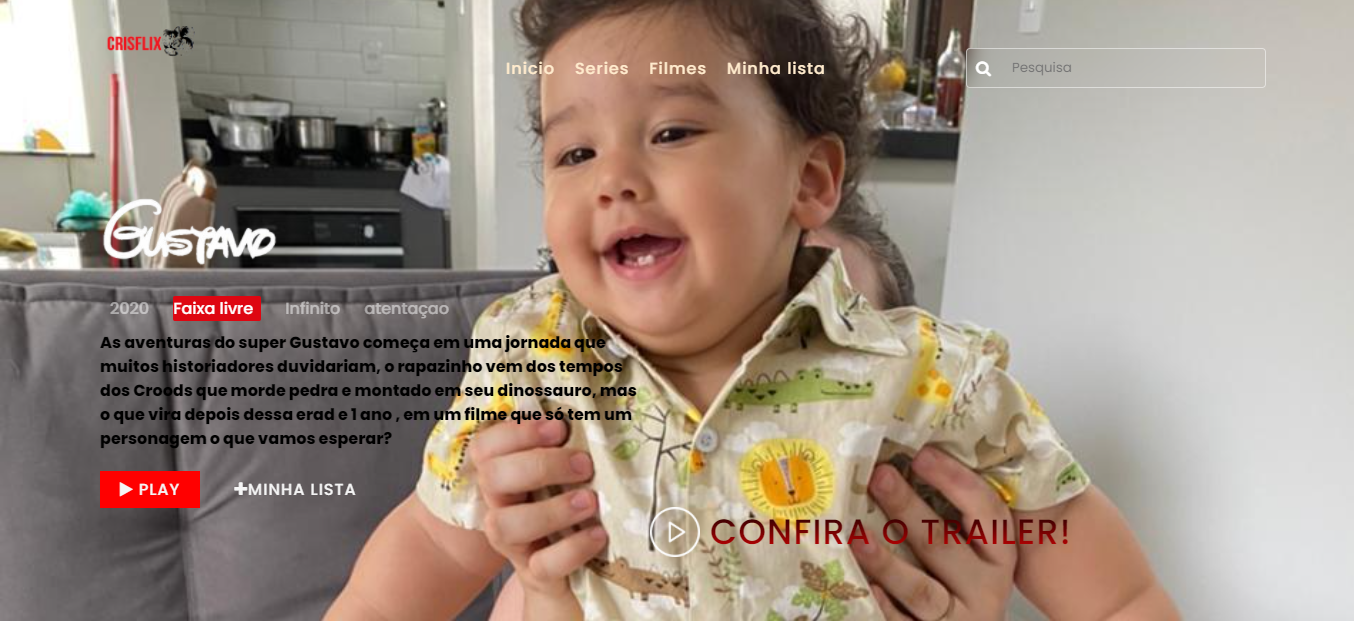 CRISFLIX
Inicio Series Filmes Minha lista
Pesquisa
Gustavo
2020 Faixa livre Infinito atentaçao
As aventuras do super Gustavo começa em uma jornada que
muitos historiadores duvidariam, o rapazinho vem dos tempos
dos Croods que morde pedra e montado em seu dinossauro, mas
o que vira depois dessa erad e 1 ano , em um filme que só tem um
personagem o que vamos esperar?
PLAY MINHA LISTA
CONFIRA O TRAILER!